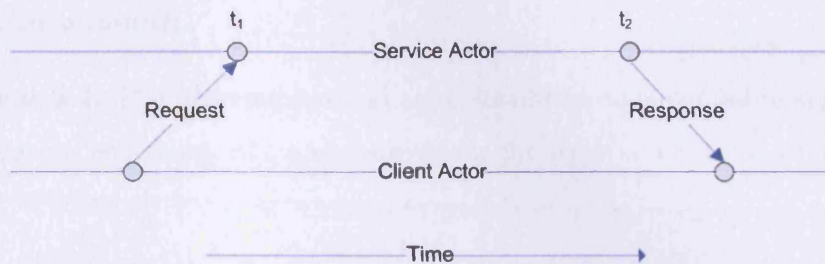 t₁ t₂
Service Actor
Request Response
Client Actor
Time